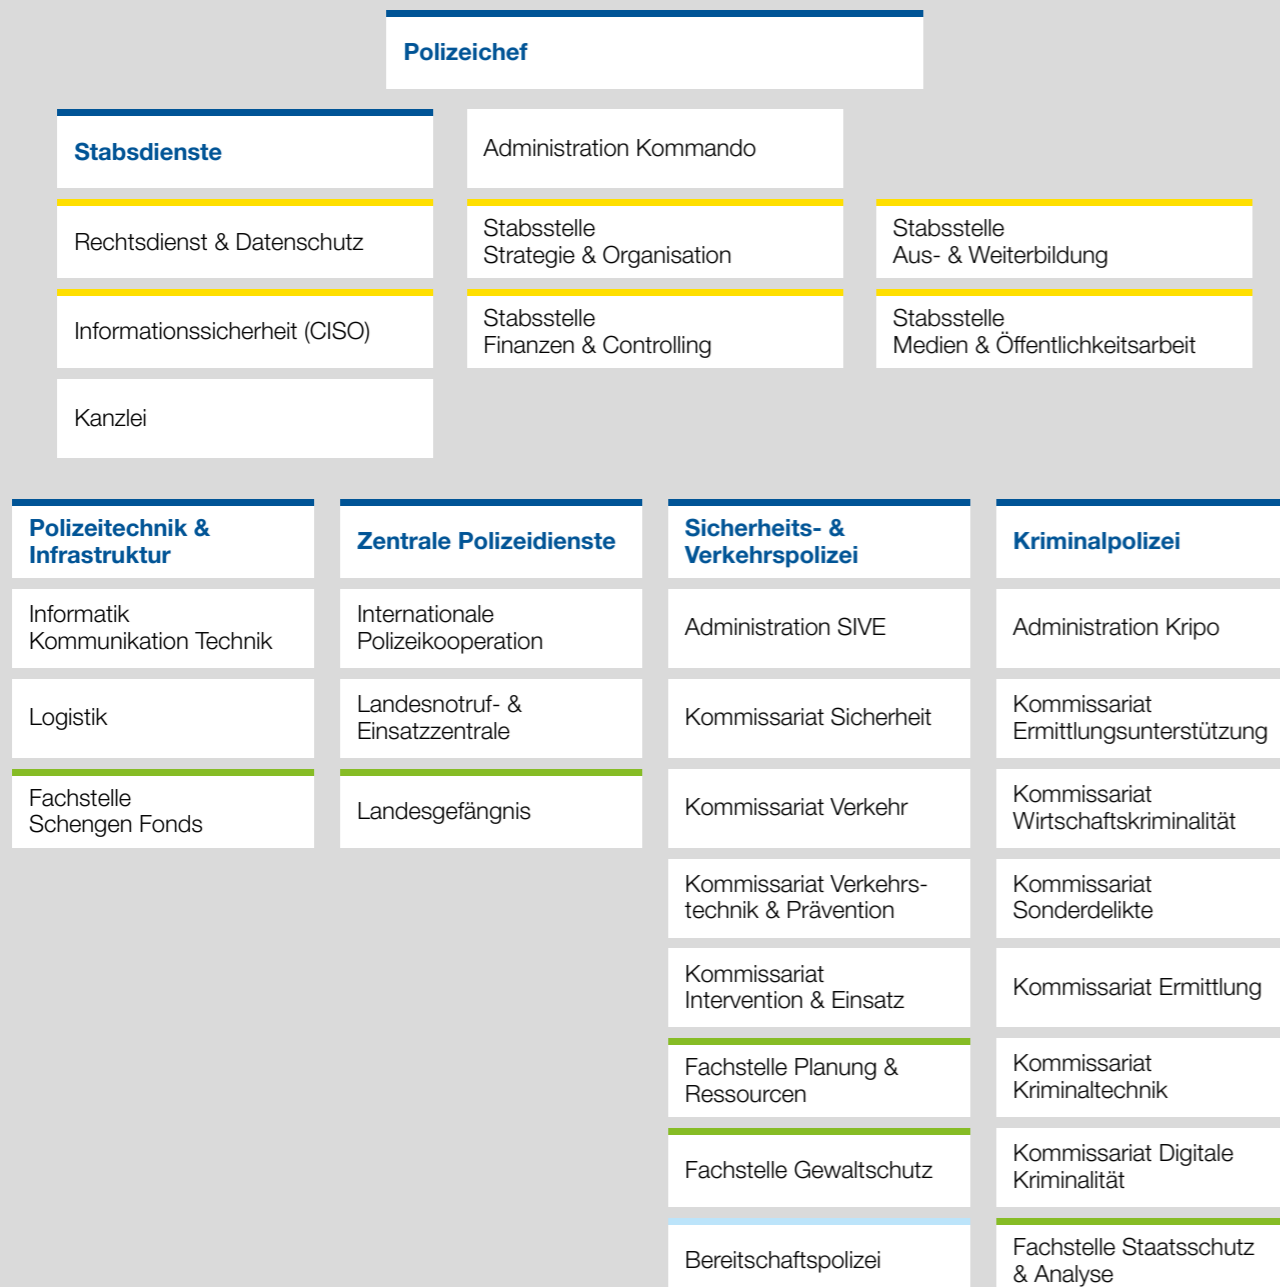 Polizeichef
Stabsdienste
Rechtsdienst & Datenschutz
Informationssicherheit (CISO)
Kanzlei
Administration Kommando
Stabsstelle
Strategie & Organisation
Stabsstelle
Finanzen & Controlling
Stabsstelle
Aus- & Weiterbildung
Stabsstelle
Medien & Öffentlichkeitsarbeit
Polizeitechnik &
Infrastruktur
Informatik
Kommunikation Technik
Logistik
Fachstelle
Schengen Fonds
Zentrale Polizeidienste
Internationale
Polizeikooperation
Landesnotruf- &
Einsatzzentrale
Landesgefängnis
Sicherheits- &
Verkehrspolizei
Administration SIVE
Kommissariat Sicherheit
Kommissariat Verkehr
Kommissariat Verkehrs-
technik & Prävention
Kommissariat
Intervention & Einsatz
Fachstelle Planung &
Ressourcen
Fachstelle Gewaltschutz
Bereitschaftspolizei
Kriminalpolizei
Administration Kripo
Kommissariat
Ermittlungsunterstützung
Kommissariat
Wirtschaftskriminalität
Kommissariat
Sonderdelikte
Kommissariat Ermittlung
Kommissariat
Kriminaltechnik
Kommissariat Digitale
Kriminalität
Fachstelle Staatsschutz
& Analyse